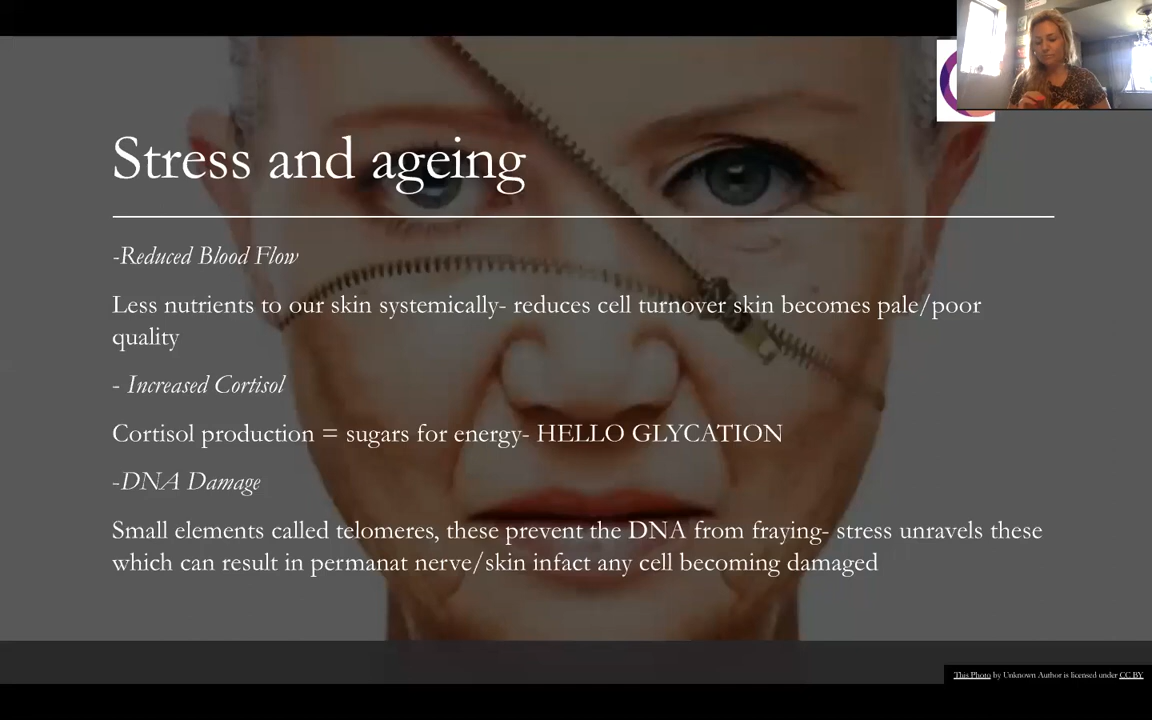 Stress and ageing
-Reduced Blood Flow
Less nutrients to our skin systemically- reduces cell turnover skin becomes pale/poor
quality
- Increased Cortisol
Cortisol production = sugars for energy- HELLO GLYCATION
-DNA Damage
Small elements called telomeres, these prevent the DNA from fraying- stress unravels these
which can result in permanat nerve/skin infact any cell becoming damaged
This Photo by Unknown Author is licensed under CC BY